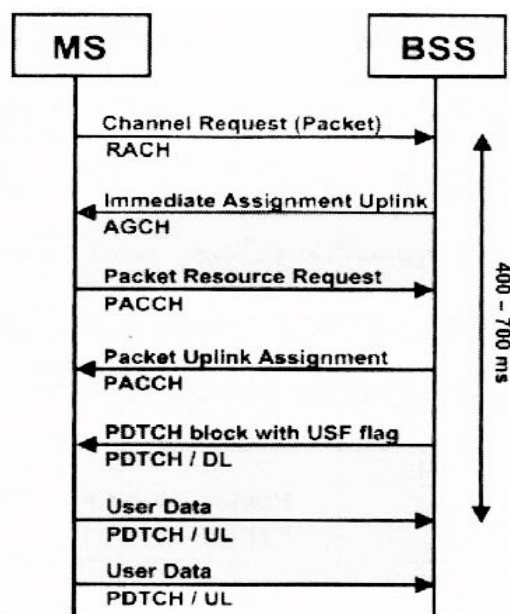 MS
BSS
Channel Request (Packet)
RACH
Immediate Assignment Uplink
AGCH
Packet Resource Request
PACCH
Packet Uplink Assignment
PACCH
PDTCH block with USF flag
PDTCH / DL
User Data
PDTCH / UL
User Data
PDTCH / UL
400 – 700 ms